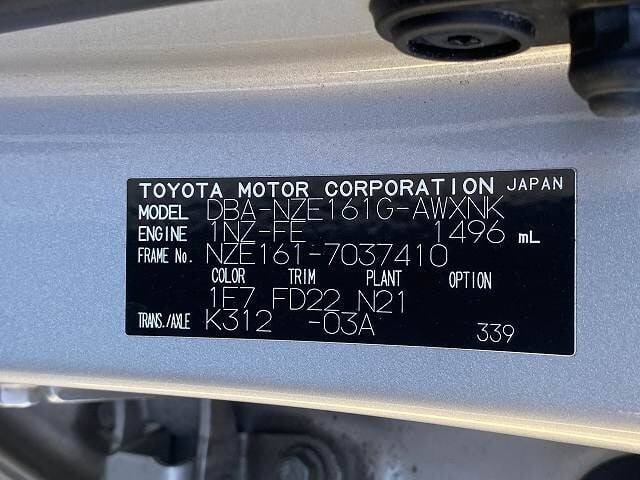 TOYOTA MOTOR CORPORATION JAPAN
MODEL DBA-NZE161G-AWXNK
ENGINE 1NZ-FE 1496 mL
FRAME No. NZE161-7037410
COLOR TRIM PLANT OPTION
1E7 FD22 N21
TRANS./AXLE K312 -03A
339